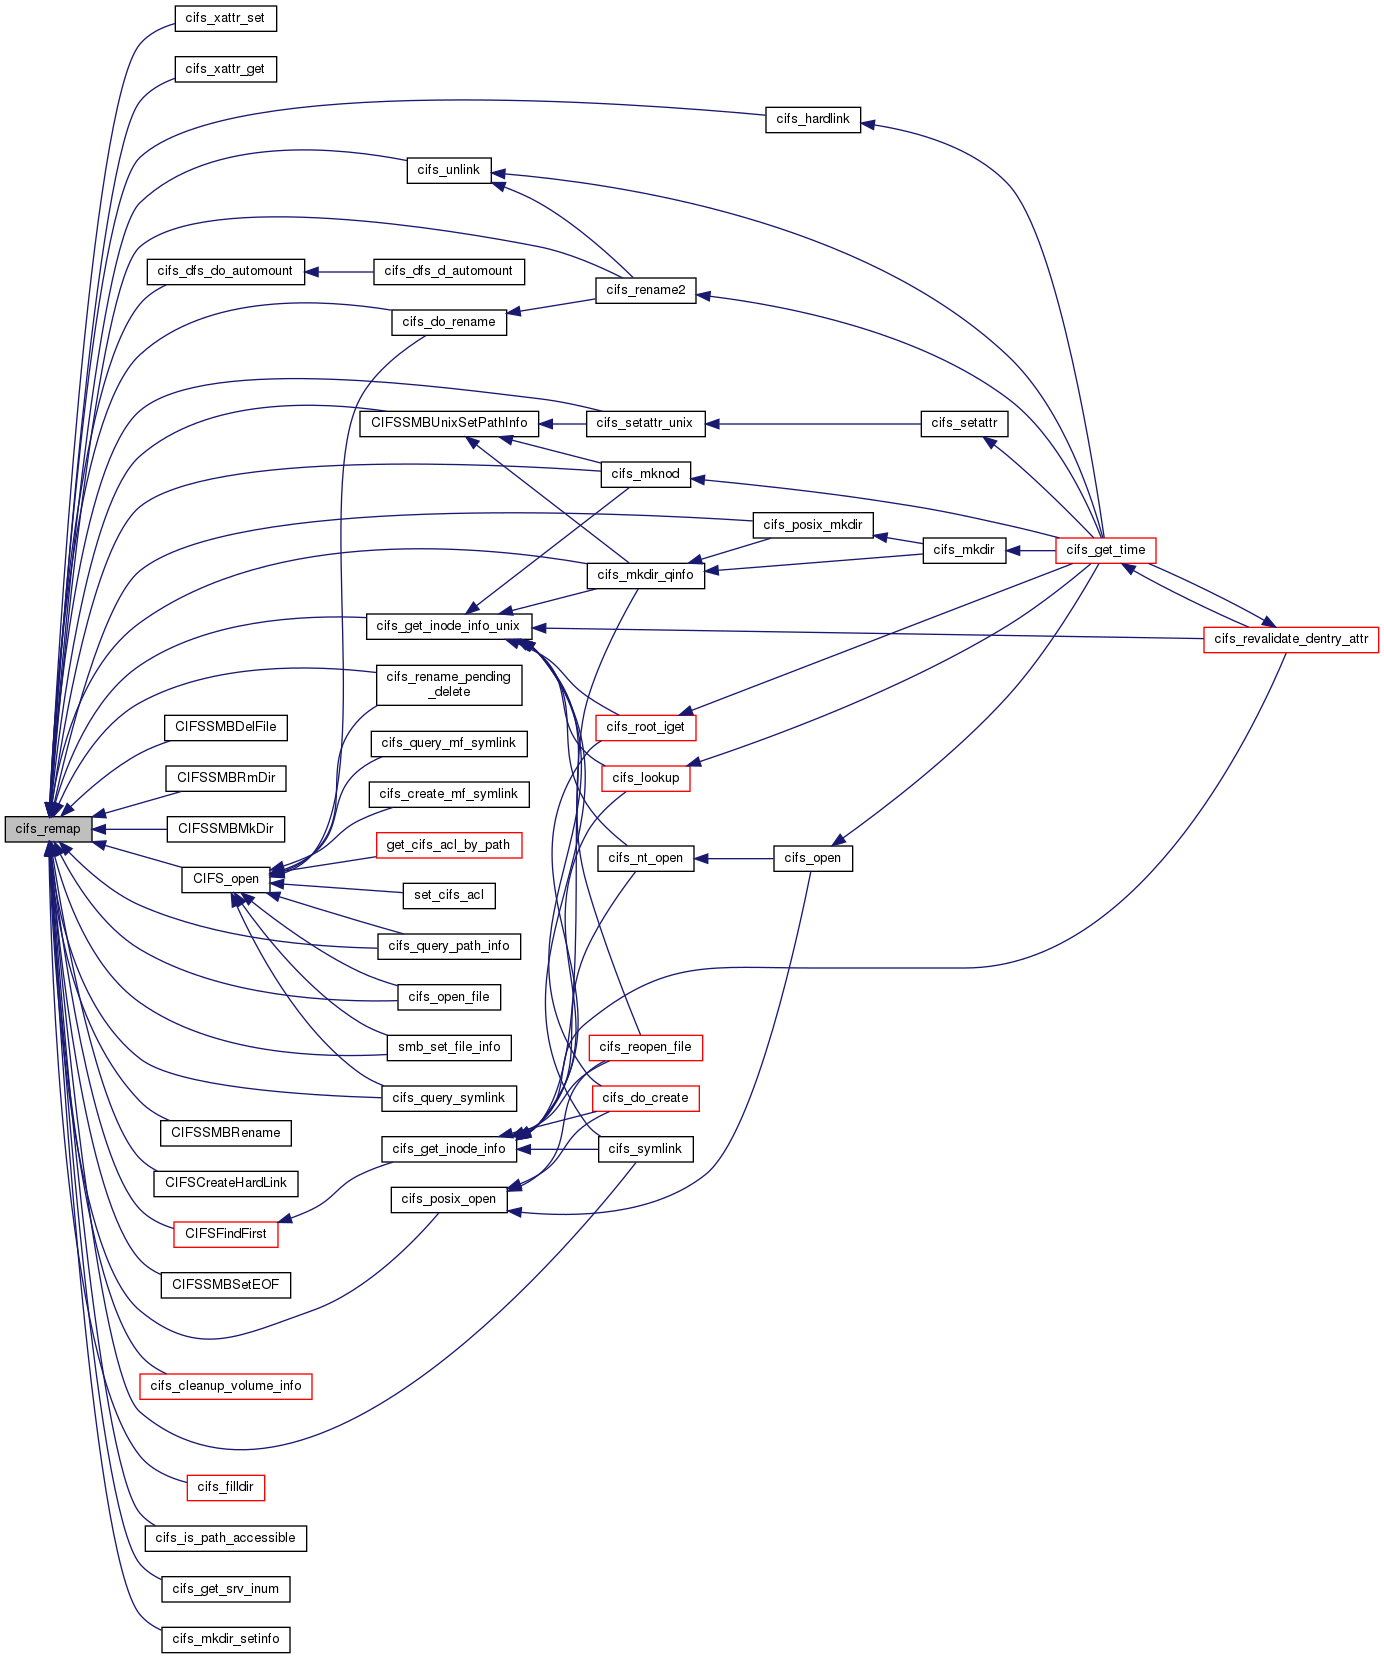 cifs_xattr_set
cifs_xattr_get
cifs_hardlink
cifs_unlink
cifs_dfs_do_automount
cifs_dfs_d_automount
cifs_rename2
cifs_do_rename
CIFSSMBUnixSetPathInfo
cifs_setattr_unix
cifs_setattr
cifs_mknod
cifs_posix_mkdir
cifs_mkdir
cifs_get_time
cifs_mkdir_qinfo
cifs_get_inode_info_unix
cifs_revalidate_dentry_attr
cifs_rename_pending
_delete
CIFSSMBDelFile
cifs_root_iget
cifs_query_mf_symlink
CIFSSMBRmDir
cifs_lookup
cifs_create_mf_symlink
cifs_remap
CIFSSMBMkDir
get_cifs_acl_by_path
cifs_nt_open
cifs_open
CIFS_open
set_cifs_acl
cifs_query_path_info
cifs_open_file
smb_set_file_info
cifs_reopen_file
cifs_query_symlink
cifs_do_create
CIFSSMBRename
cifs_get_inode_info
cifs_symlink
CIFSCreateHardLink
cifs_posix_open
CIFSFindFirst
CIFSSMBSetEOF
cifs_cleanup_volume_info
cifs_filldir
cifs_is_path_accessible
cifs_get_srv_inum
cifs_mkdir_setinfo